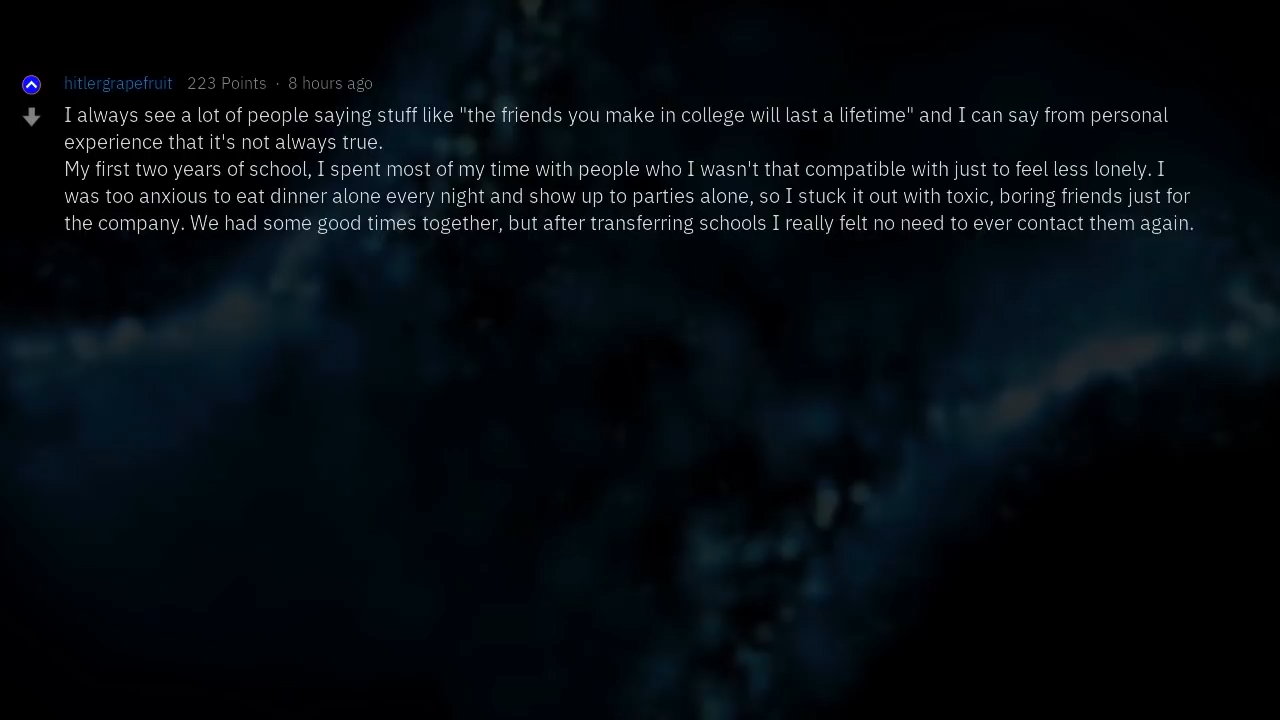 hitlergrapefruit 223 Points · 8 hours ago
I always see a lot of people saying stuff like "the friends you make in college will last a lifetime" and I can say from personal
experience that it's not always true.
My first two years of school, I spent most of my time with people who I wasn't that compatible with just to feel less lonely. I
was too anxious to eat dinner alone every night and show up to parties alone, so I stuck it out with toxic, boring friends just for
the company. We had some good times together, but after transferring schools I really felt no need to ever contact them again.